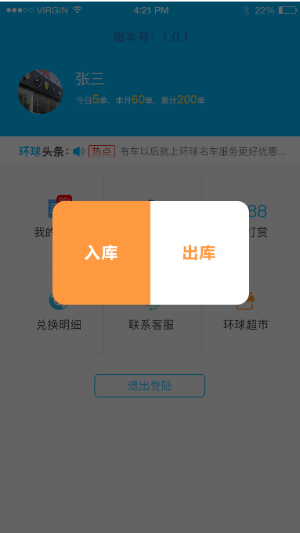 VIRGIN 4:21 PM 22%
版本号：1.0.1
张三
今日5单、本月60单、累计200单
环球头条： 热点 有车以后就上环球名车服务更好优惠...
我的
88
打赏
入库 出库
兑换明细 联系客服 环球超市
退出登陆